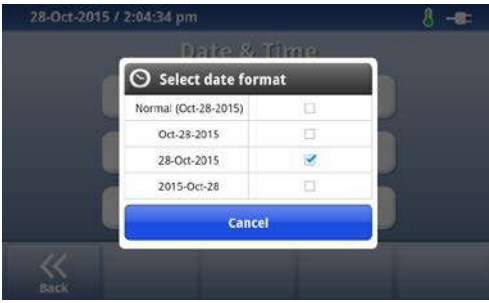 28-Oct-2015 / 2:04:34 pm
Date & Time
Select date format
Normal (Oct-28-2015)
Oct-28-2015
28-Oct-2015
2015-Oct-28
Cancel
Back